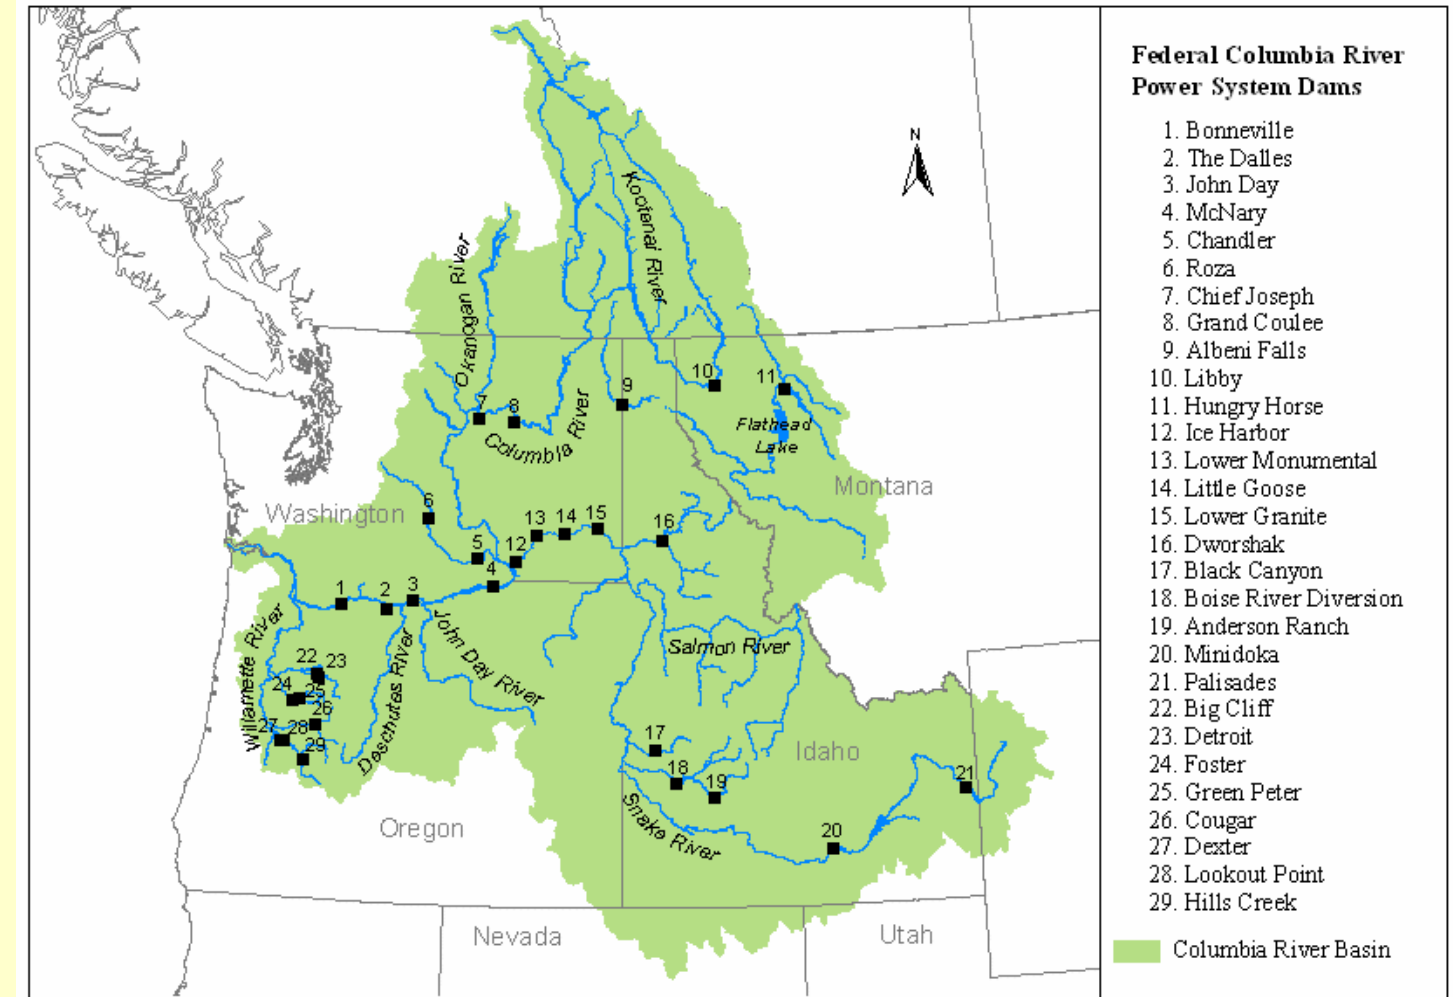 Federal Columbia River
Power System Dams
1. Bonneville
2. The Dalles
3. John Day
4. McNary
5. Chandler
6. Roza
7. Chief Joseph
8. Grand Coulee
9. Albeni Falls
10. Libby
11. Hungry Horse
12. Ice Harbor
13. Lower Monumental
14. Little Goose
15. Lower Granite
16. Dworshak
17. Black Canyon
18. Boise River Diversion
19. Anderson Ranch
20. Minidoka
21. Palisades
22. Big Cliff
23. Detroit
24. Foster
25. Green Peter
26. Cougar
27. Dexter
28. Lookout Point
29. Hills Creek
Columbia River Basin
N
Kootenai River
Okanogan River
10
11
9
7
8
Columbia River
Flathead
Lake
Montana
Washington
6
13
14
15
16
5
12
4
1
2
3
Willamette River
Deschutes River
John Day River
Salmon River
22
23
24
25
26
27
28
29
17
Idaho
18
19
21
Snake River
20
Oregon
Nevada
Utah